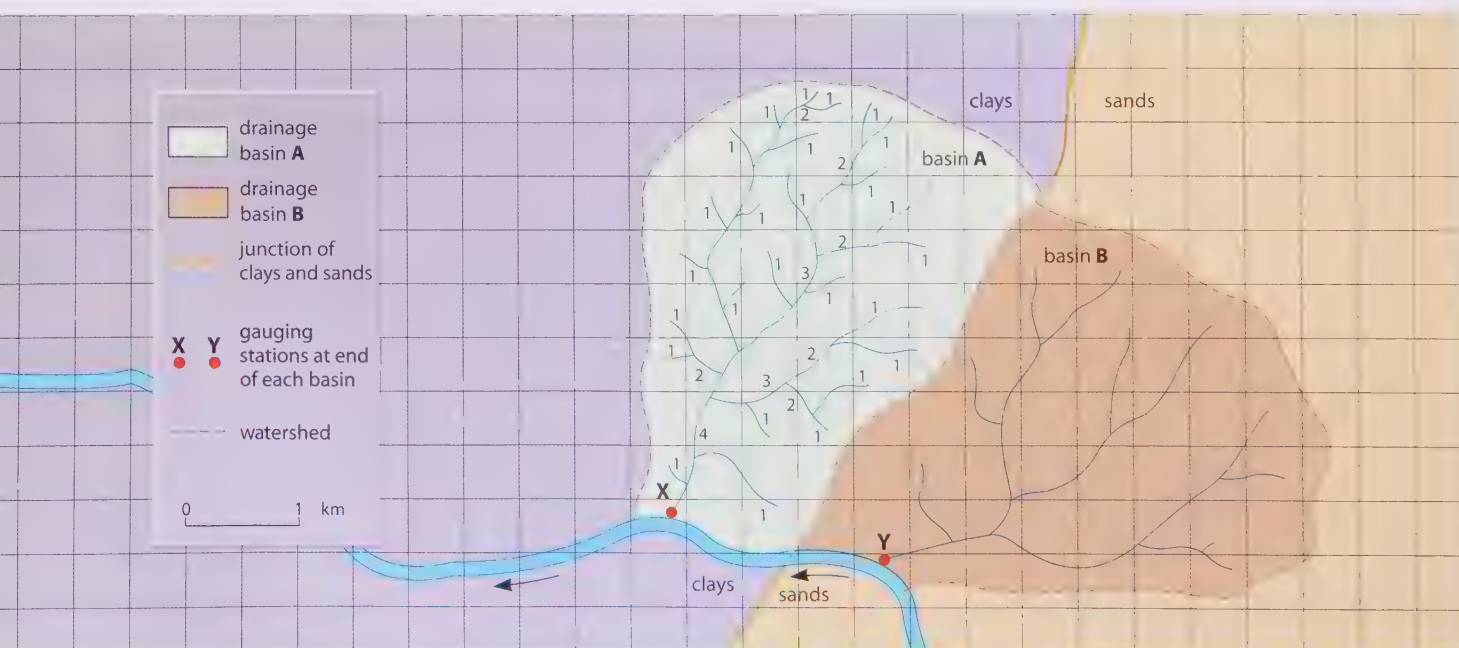 drainage
basin A
drainage
basin B
junction of
clays and sands
X Y
gauging
stations at end
of each basin
watershed
0 1 km
clays sands
basin A
basin B
1 1 1
2
1
1 1
1
2
1
1
1
1 1 1
2
1
1
1
3
1
1
1
1
1
2
1
2
3
1
2
1
1
4
1
X
1
Y
clays
sands